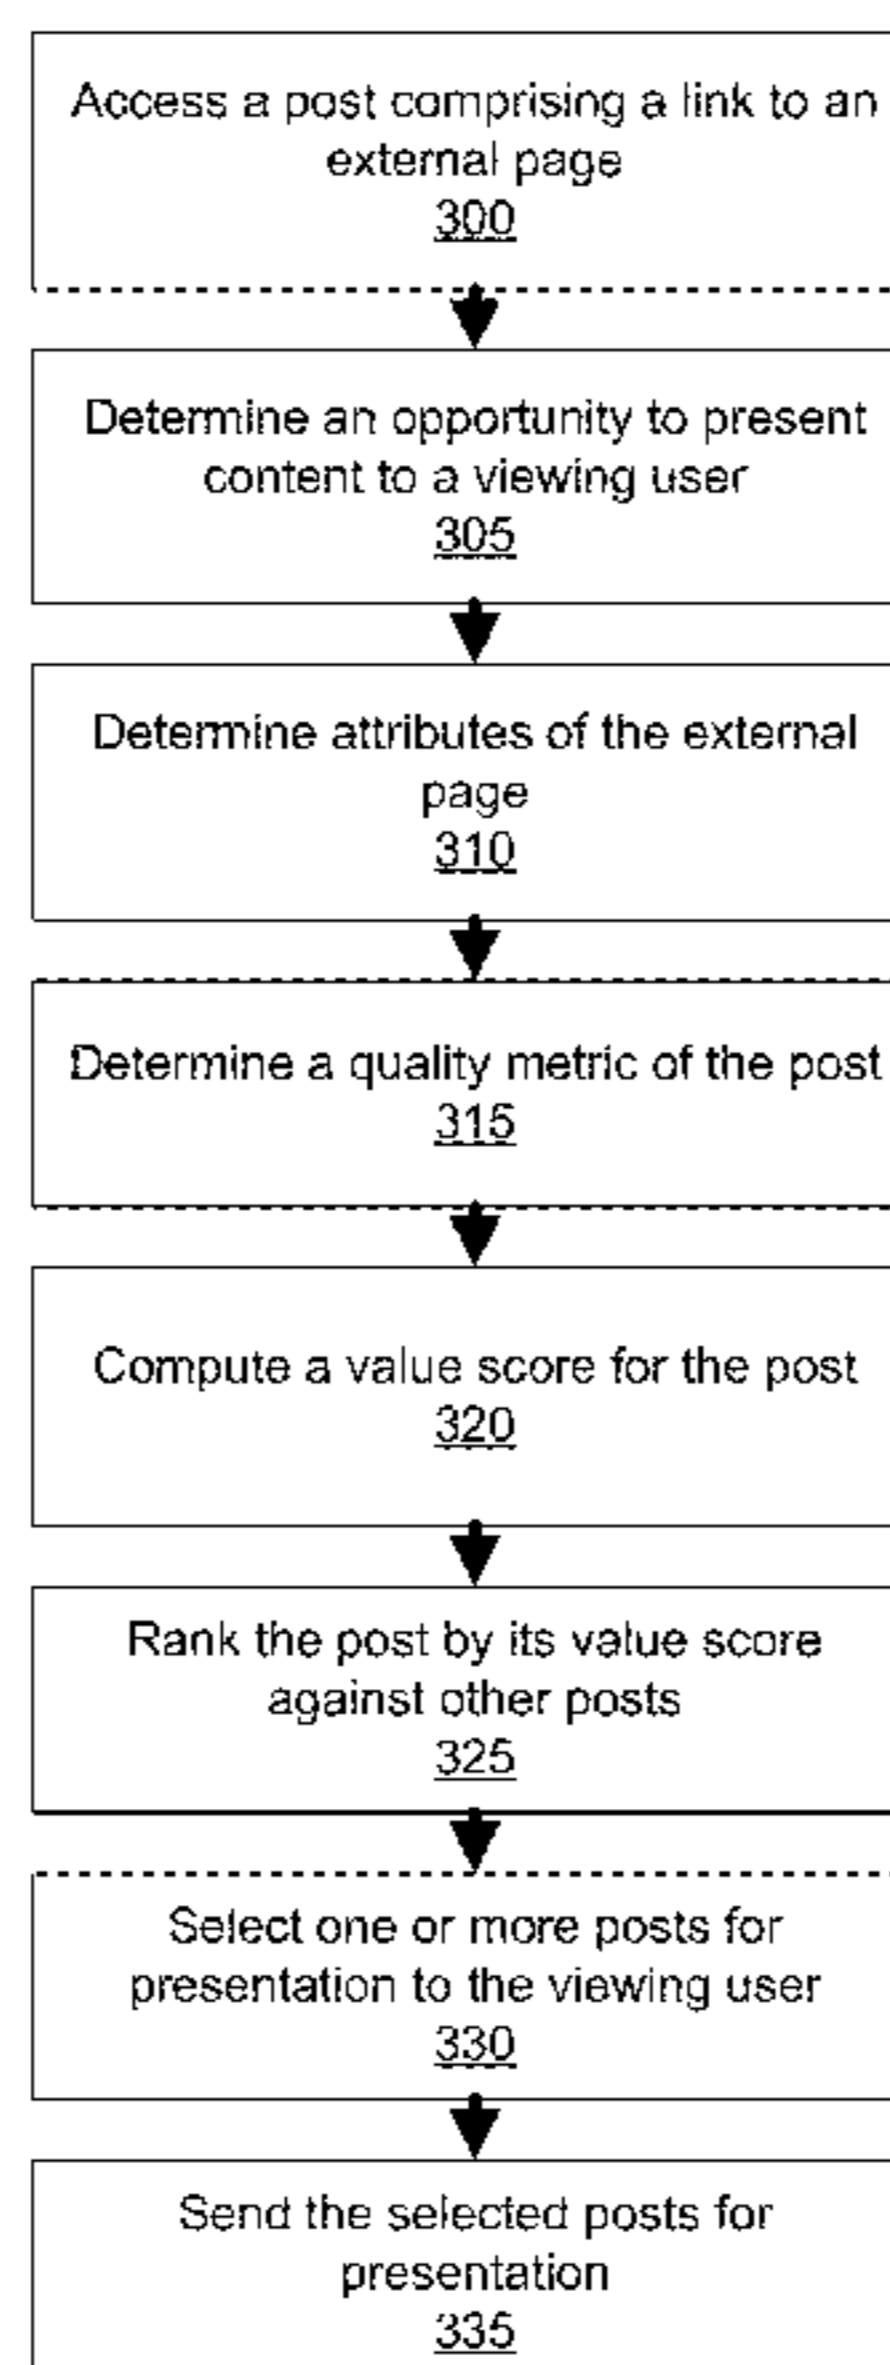 Access a post comprising a link to an
external page
300
Determine an opportunity to present
content to a viewing user
305
Determine attributes of the external
page
310
Determine a quality metric of the post
315
Compute a value score for the post
320
Rank the post by its value score
against other posts
325
Select one or more posts for
presentation to the viewing user
330
Send the selected posts for
presentation
335